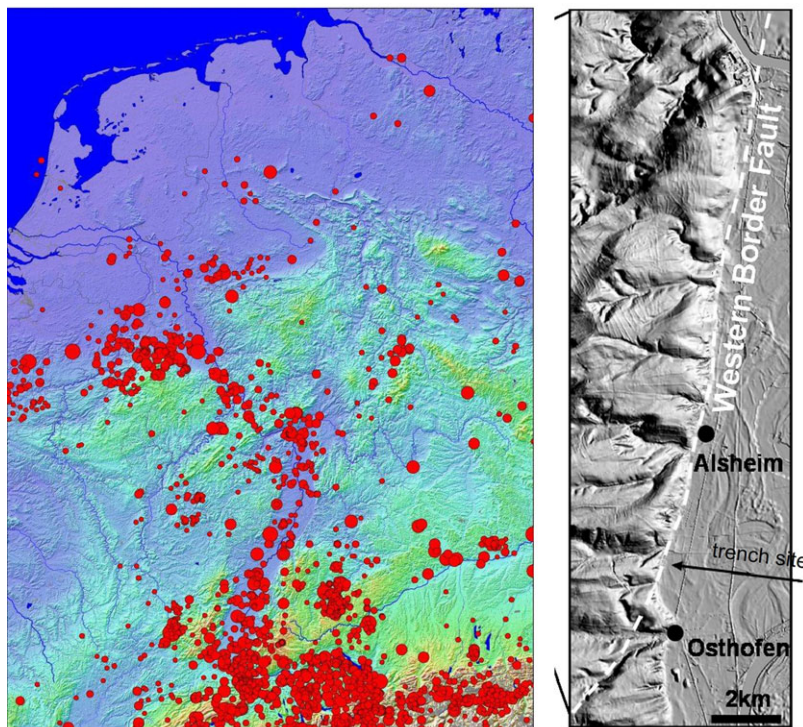 Western Border Fault
Alsheim
trench site
Osthofen
2km